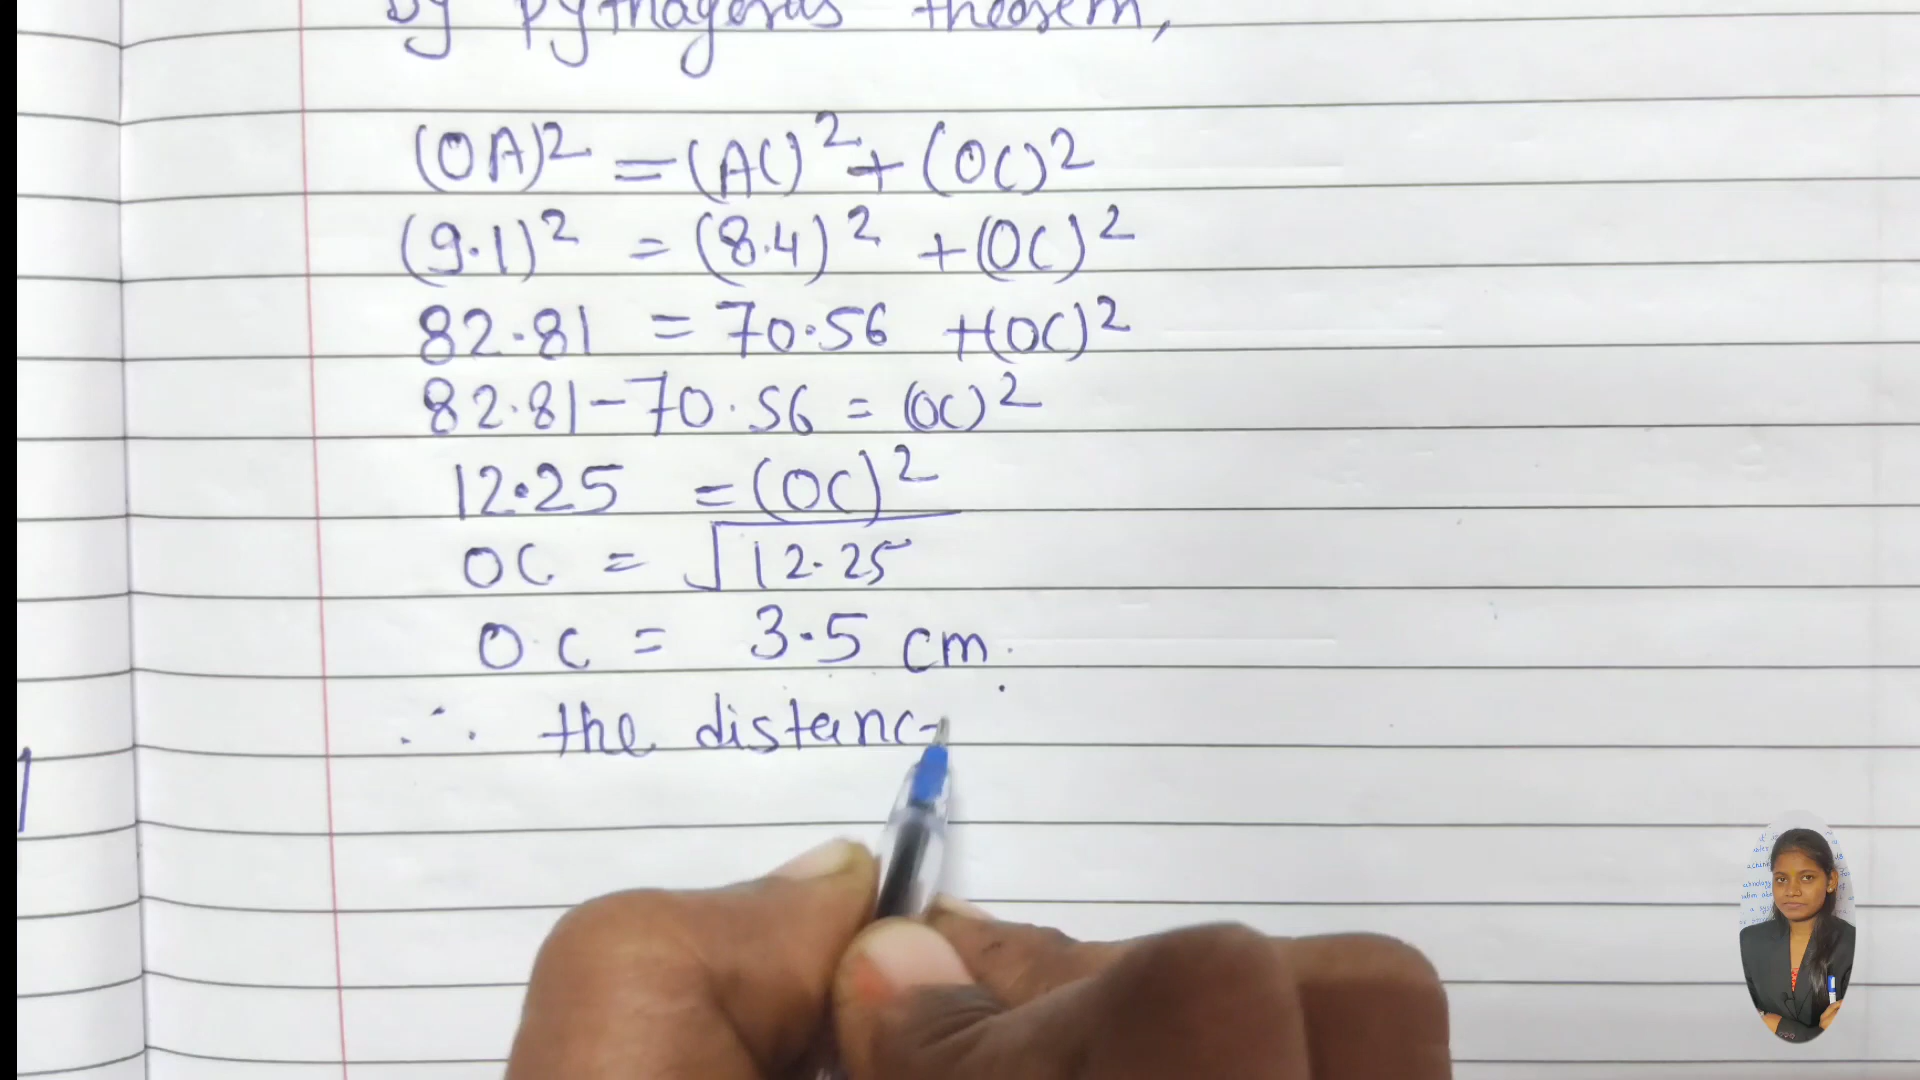 by pythagoras theorem,
(OA)² = (AC)² + (OC)²
(9.1)² = (8.4)² + (OC)²
82.81 = 70.56 + (OC)²
82.81 - 70.56 = (OC)²
12.25 = (OC)²
OC = √12.25
OC = 3.5 cm.
∴ the distanc